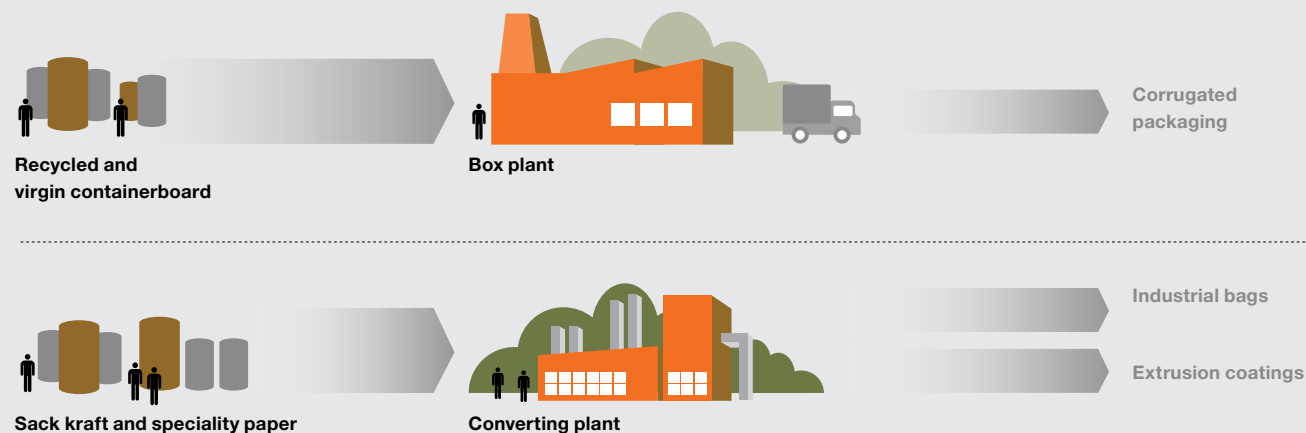 Corrugated
packaging
Recycled and
virgin containerboard
Box plant
Industrial bags
Extrusion coatings
Sack kraft and speciality paper
Converting plant